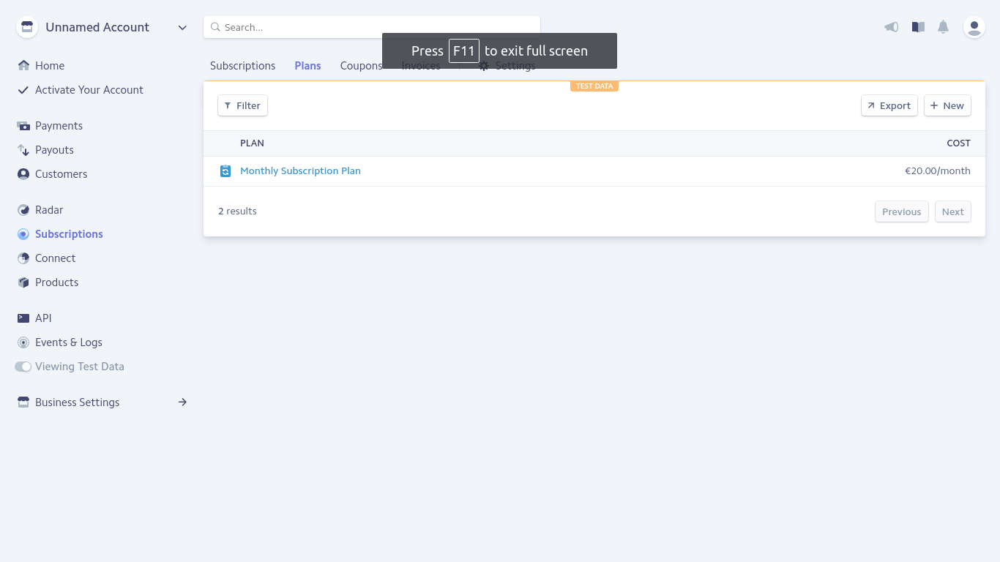 Unnamed Account
Search...
Press F11 to exit full screen
Home
Activate Your Account
Payments
Payouts
Customers
Radar
Subscriptions
Connect
Products
API
Events & Logs
Viewing Test Data
Business Settings
Subscriptions Plans Coupons Invoices Settings
TEST DATA
Filter Export New
PLAN COST
Monthly Subscription Plan €20.00/month
2 results Previous Next